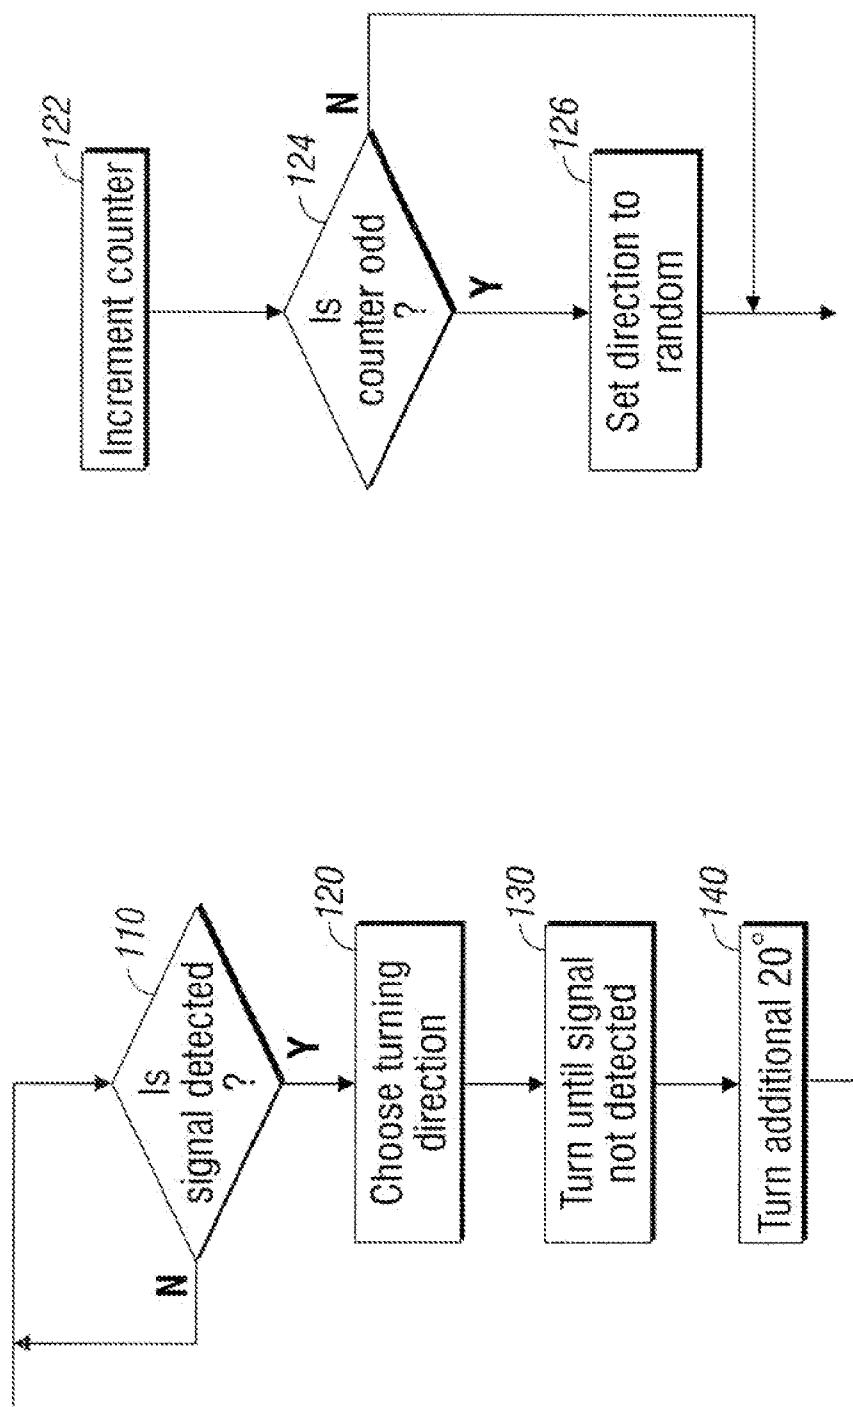 110
Is
signal detected
?
N
Y
120
Choose turning
direction
130
Turn until signal
not detected
140
Turn additional 20°
122
Increment counter
124
Is
counter odd
?
N
Y
126
Set direction to
random